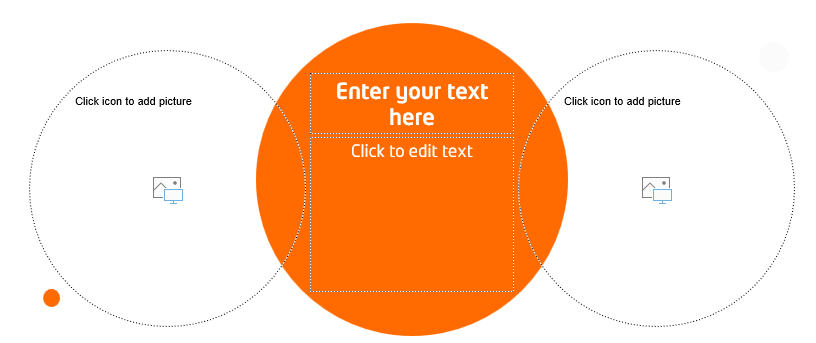 Click icon to add picture
Enter your text
here
Click to edit text
Click icon to add picture